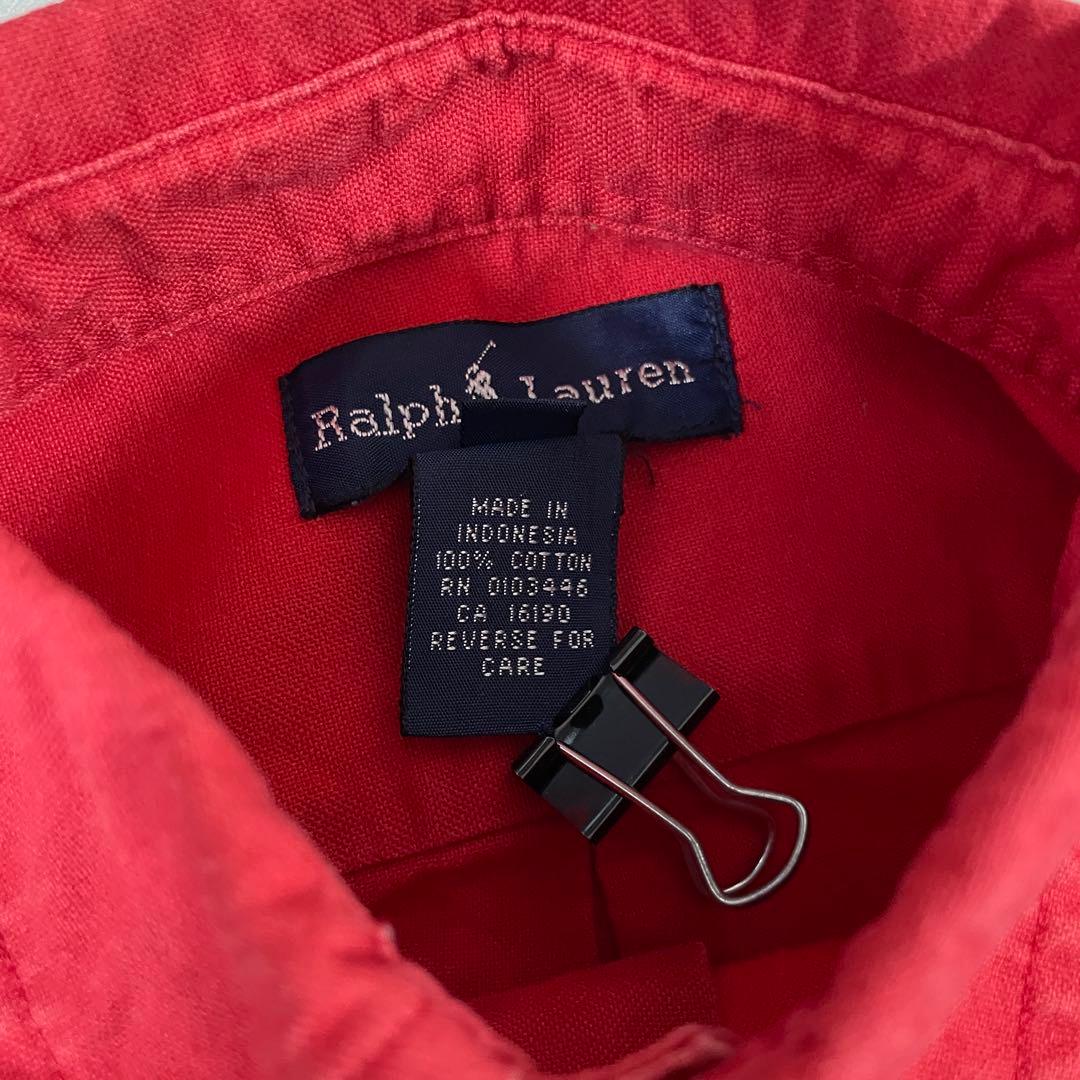 Ralph Lauren
MADE IN
INDONESIA
100% COTTON
RN 0103446
CA 16190
REVERSE FOR
CARE